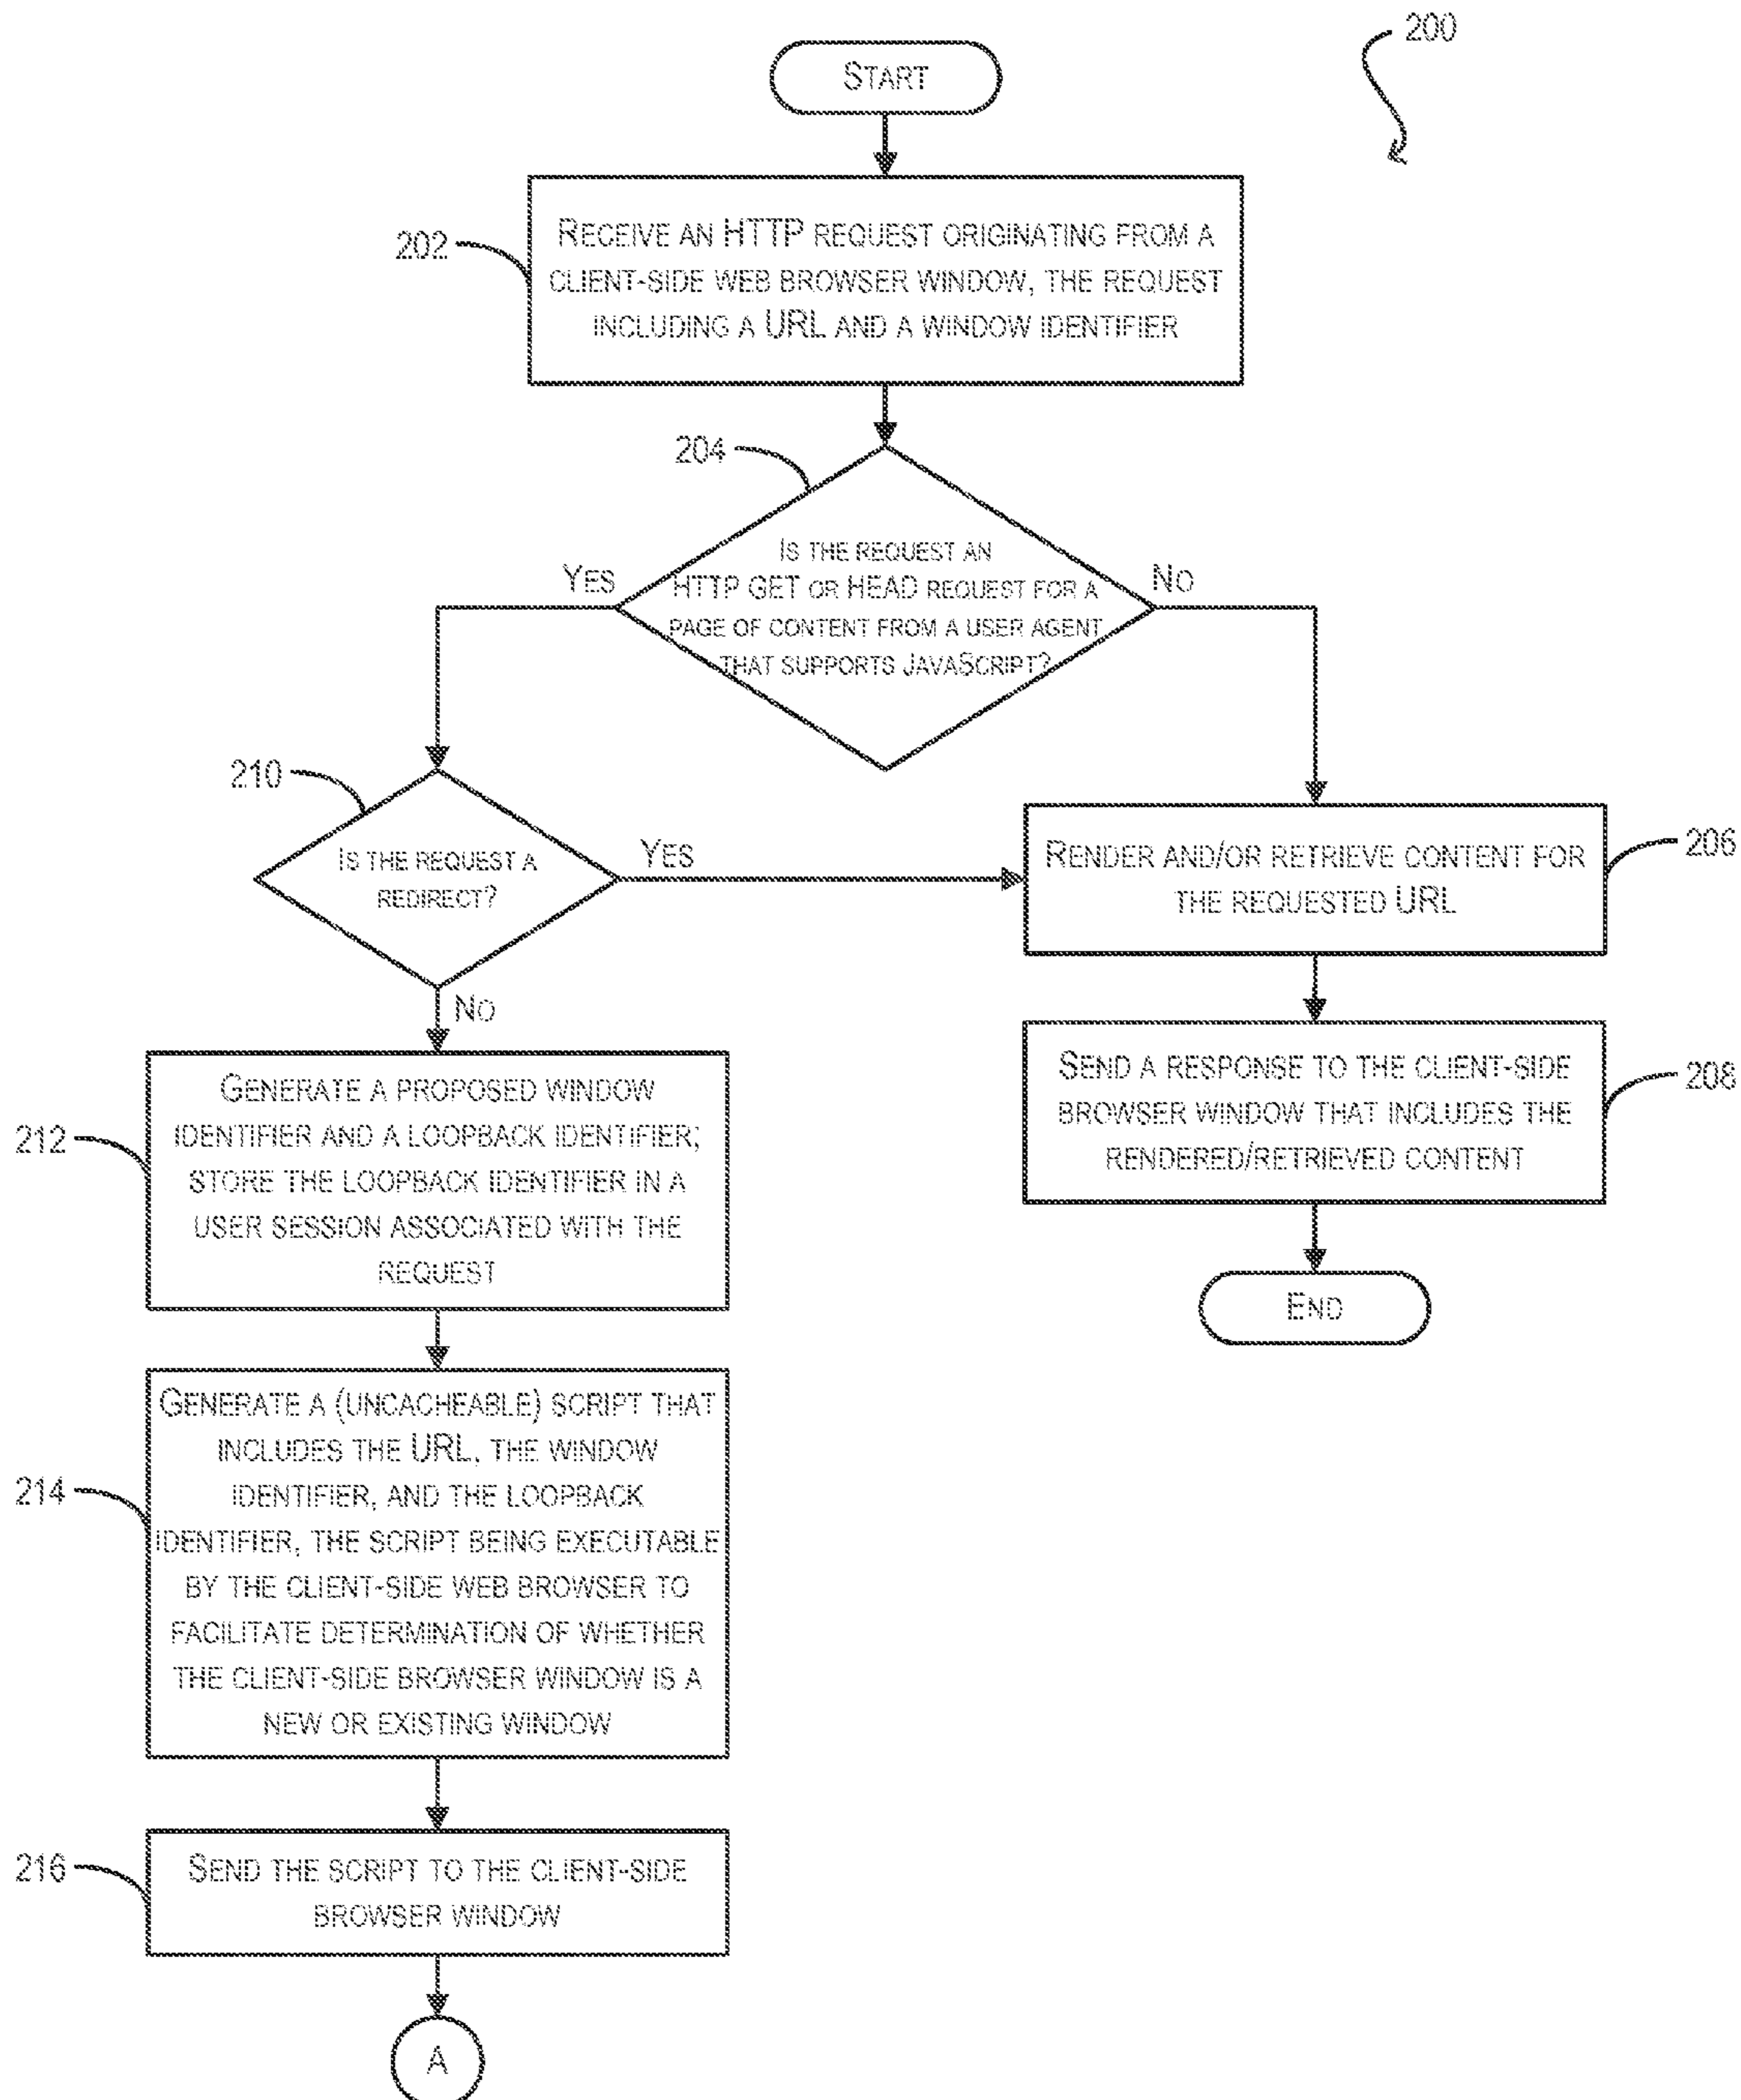 200
START
202
RECEIVE AN HTTP REQUEST ORIGINATING FROM A
CLIENT-SIDE WEB BROWSER WINDOW, THE REQUEST
INCLUDING A URL AND A WINDOW IDENTIFIER
204
IS THE REQUEST AN
HTTP GET OR HEAD REQUEST FOR A
PAGE OF CONTENT FROM A USER AGENT
THAT SUPPORTS JAVASCRIPT?
YES
NO
210
IS THE REQUEST A
REDIRECT?
YES
NO
206
RENDER AND/OR RETRIEVE CONTENT FOR
THE REQUESTED URL
208
SEND A RESPONSE TO THE CLIENT-SIDE
BROWSER WINDOW THAT INCLUDES THE
RENDERED/RETRIEVED CONTENT
END
212
GENERATE A PROPOSED WINDOW
IDENTIFIER AND A LOOPBACK IDENTIFIER;
STORE THE LOOPBACK IDENTIFIER IN A
USER SESSION ASSOCIATED WITH THE
REQUEST
214
GENERATE A (UNCACHEABLE) SCRIPT THAT
INCLUDES THE URL, THE WINDOW
IDENTIFIER, AND THE LOOPBACK
IDENTIFIER, THE SCRIPT BEING EXECUTABLE
BY THE CLIENT-SIDE WEB BROWSER TO
FACILITATE DETERMINATION OF WHETHER
THE CLIENT-SIDE BROWSER WINDOW IS A
NEW OR EXISTING WINDOW
216
SEND THE SCRIPT TO THE CLIENT-SIDE
BROWSER WINDOW
A